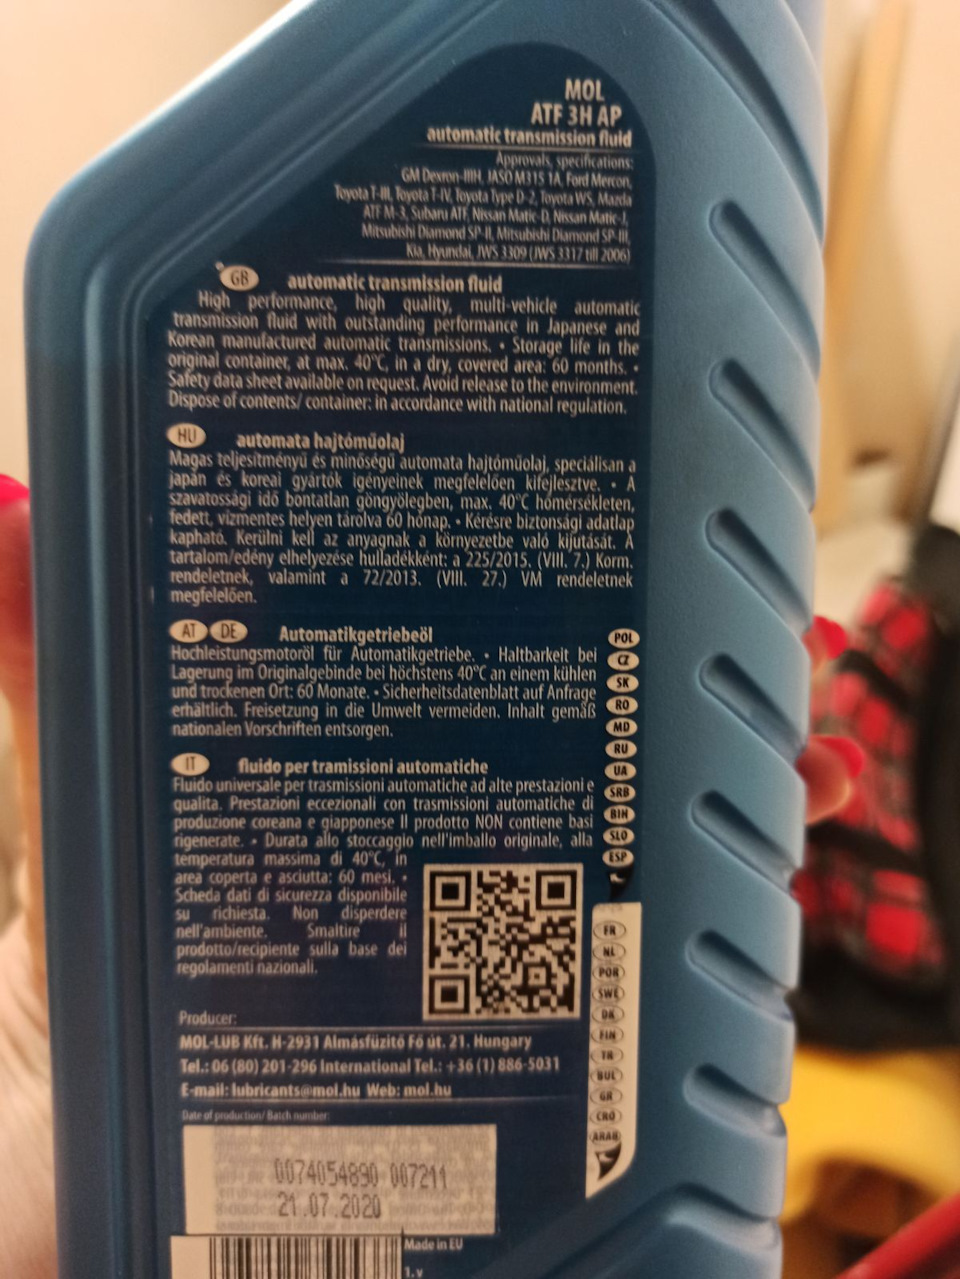 MOL
ATF 3H AP
automatic transmission fluid
Approvals, specifications:
GM Dexron-IIIH, JASO M315 1A, Ford Mercon,
Toyota T-III, Toyota T-IV, Toyota Type D-2, Toyota WS, Mazda
ATF M-3, Subaru ATF, Nissan Matic-D, Nissan Matic-J,
Mitsubishi Diamond SP-II, Mitsubishi Diamond SP-III,
Kia, Hyundai, JWS 3309 (JWS 3317 till 2006)
GB automatic transmission fluid
High performance, high quality, multi-vehicle automatic
transmission fluid with outstanding performance in Japanese and
Korean manufactured automatic transmissions. • Storage life in the
original container, at max. 40°C, in a dry, covered area: 60 months. •
Safety data sheet available on request. Avoid release to the environment.
Dispose of contents/ container: in accordance with national regulation.
HU automata hajtóműolaj
Magas teljesítményű és minőségű automata hajtóműolaj, speciálisan a
japán és koreai gyártók igényeinek megfelelően kifejlesztve. • A
szavatossági idő bontatlan göngyölegben, max. 40°C hőmérsékleten,
fedett, vízmentes helyen tárolva 60 hónap. • Kérésre biztonsági adatlap
kapható. Kerülni kell az anyagnak a környezetbe való kijutását. A
tartalom/edény elhelyezése hulladékként: a 225/2015. (VIII. 7.) Korm.
rendeletnek, valamint a 72/2013. (VIII. 27.) VM rendeletnek
megfelelően.
AT DE Automatikgetriebeöl
Hochleistungsmotoröl für Automatikgetriebe. • Haltbarkeit bei
Lagerung im Originalgebinde bei höchstens 40°C an einem kühlen
und trockenen Ort: 60 Monate. • Sicherheitsdatenblatt auf Anfrage
erhältlich. Freisetzung in die Umwelt vermeiden. Inhalt gemäß
nationalen Vorschriften entsorgen.
IT fluido per tramissioni automatiche
Fluido universale per trasmissioni automatiche ad alte prestazioni e
qualita. Prestazioni eccezionali con trasmissioni automatiche di
produzione coreana e giapponese Il prodotto NON contiene basi
rigenerate. • Durata allo stoccaggio nell'imballo originale, alla
temperatura massima di 40°C, in
area coperta e asciutta: 60 mesi. •
Scheda dati di sicurezza disponibile
su richiesta. Non disperdere
nell'ambiente. Smaltire il
prodotto/recipiente sulla base dei
regolamenti nazionali.
POL
CZ
SK
RO
MD
RU
UA
SRB
BIH
SLO
ESP
FR
NL
POR
SWE
DK
FIN
TR
BUL
GR
CRO
ARAB
Producer:
MOL-LUB Kft. H-2931 Almásfüzitő Fő út. 21. Hungary
Tel.: 06 (80) 201-296 International Tel.: +36 (1) 886-5031
E-mail: lubricants@mol.hu Web: mol.hu
Date of production/ Batch number:
0074054890 007211
21.07.2020
Made in EU